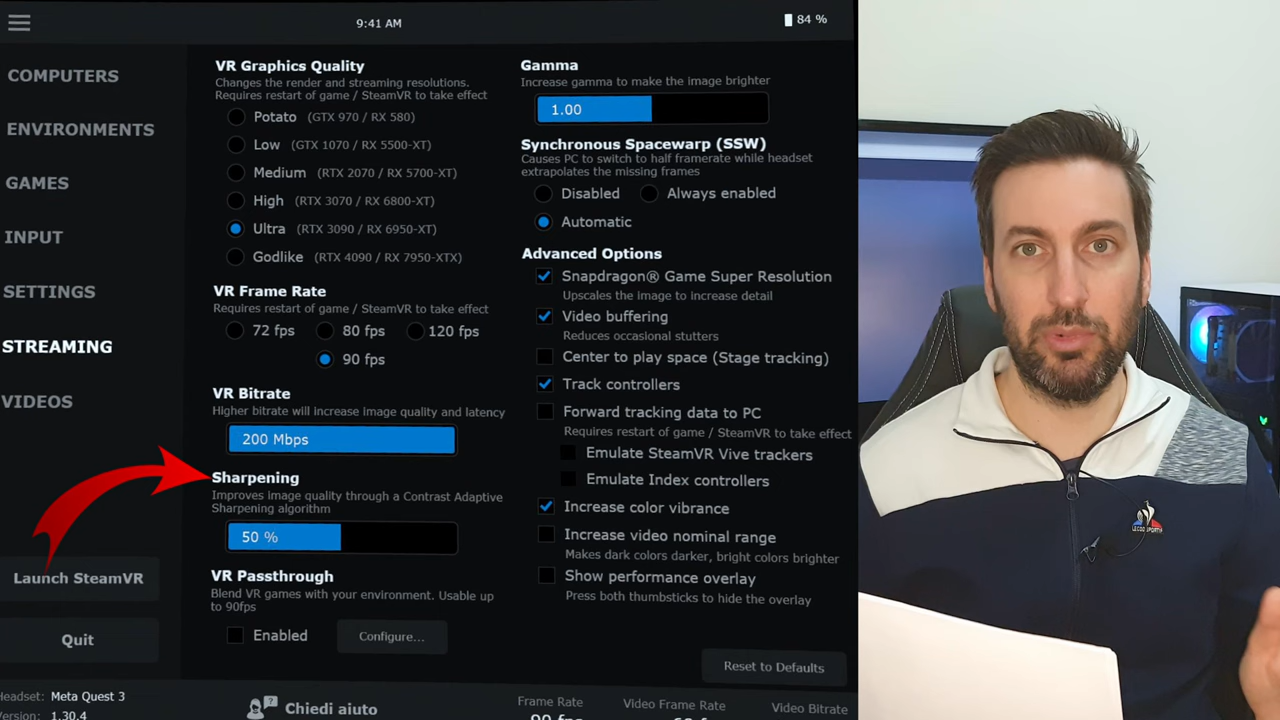 9:41 AM
84 %
COMPUTERS
ENVIRONMENTS
GAMES
INPUT
SETTINGS
STREAMING
VIDEOS
Launch SteamVR
Quit
VR Graphics Quality
Changes the render and streaming resolutions.
Requires restart of game / SteamVR to take effect
Potato (GTX 970 / RX 580)
Low (GTX 1070 / RX 5500-XT)
Medium (RTX 2070 / RX 5700-XT)
High (RTX 3070 / RX 6800-XT)
Ultra (RTX 3090 / RX 6950-XT)
Godlike (RTX 4090 / RX 7950-XTX)
VR Frame Rate
Requires restart of game / SteamVR to take effect
72 fps 80 fps 120 fps
90 fps
VR Bitrate
Higher bitrate will increase image quality and latency
200 Mbps
Sharpening
Improves image quality through a Contrast Adaptive
Sharpening algorithm
50 %
VR Passthrough
Blend VR games with your environment. Usable up
to 90fps
Enabled Configure...
Gamma
Increase gamma to make the image brighter
1.00
Synchronous Spacewarp (SSW)
Causes PC to switch to half framerate while headset
extrapolates the missing frames
Disabled Always enabled
Automatic
Advanced Options
Snapdragon® Game Super Resolution
Upscales the image to increase detail
Video buffering
Reduces occasional stutters
Center to play space (Stage tracking)
Track controllers
Forward tracking data to PC
Requires restart of game / SteamVR to take effect
Emulate SteamVR Vive trackers
Emulate Index controllers
Increase color vibrance
Increase video nominal range
Makes dark colors darker, bright colors brighter
Show performance overlay
Press both thumbsticks to hide the overlay
Reset to Defaults
Headset: Meta Quest 3
Version: 1.30.4
Chiedi aiuto
Frame Rate
90 fps
Video Frame Rate
Video Bitrate
LE COQ SPORTIF